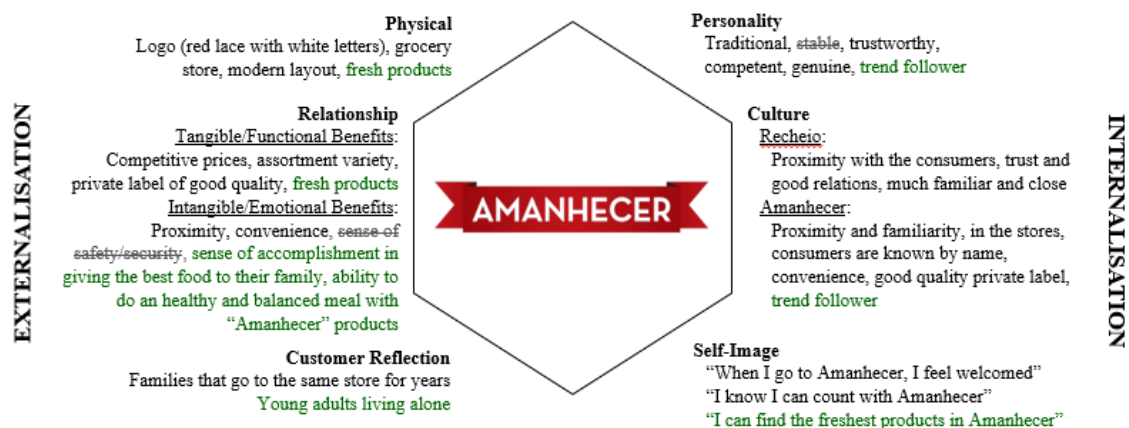 EXTERNALISATION
Physical
Logo (red lace with white letters), grocery
store, modern layout, fresh products
Relationship
Tangible/Functional Benefits:
Competitive prices, assortment variety,
private label of good quality, fresh products
Intangible/Emotional Benefits:
Proximity, convenience, sense of
safety/security, sense of accomplishment in
giving the best food to their family, ability to
do an healthy and balanced meal with
“Amanhecer” products
Customer Reflection
Families that go to the same store for years
Young adults living alone
AMANHECER
Personality
Traditional, stable, trustworthy,
competent, genuine, trend follower
Culture
Recheio:
Proximity with the consumers, trust and
good relations, much familiar and close
Amanhecer:
Proximity and familiarity, in the stores,
consumers are known by name,
convenience, good quality private label,
trend follower
Self-Image
“When I go to Amanhecer, I feel welcomed”
“I know I can count with Amanhecer”
“I can find the freshest products in Amanhecer”
INTERNALISATION